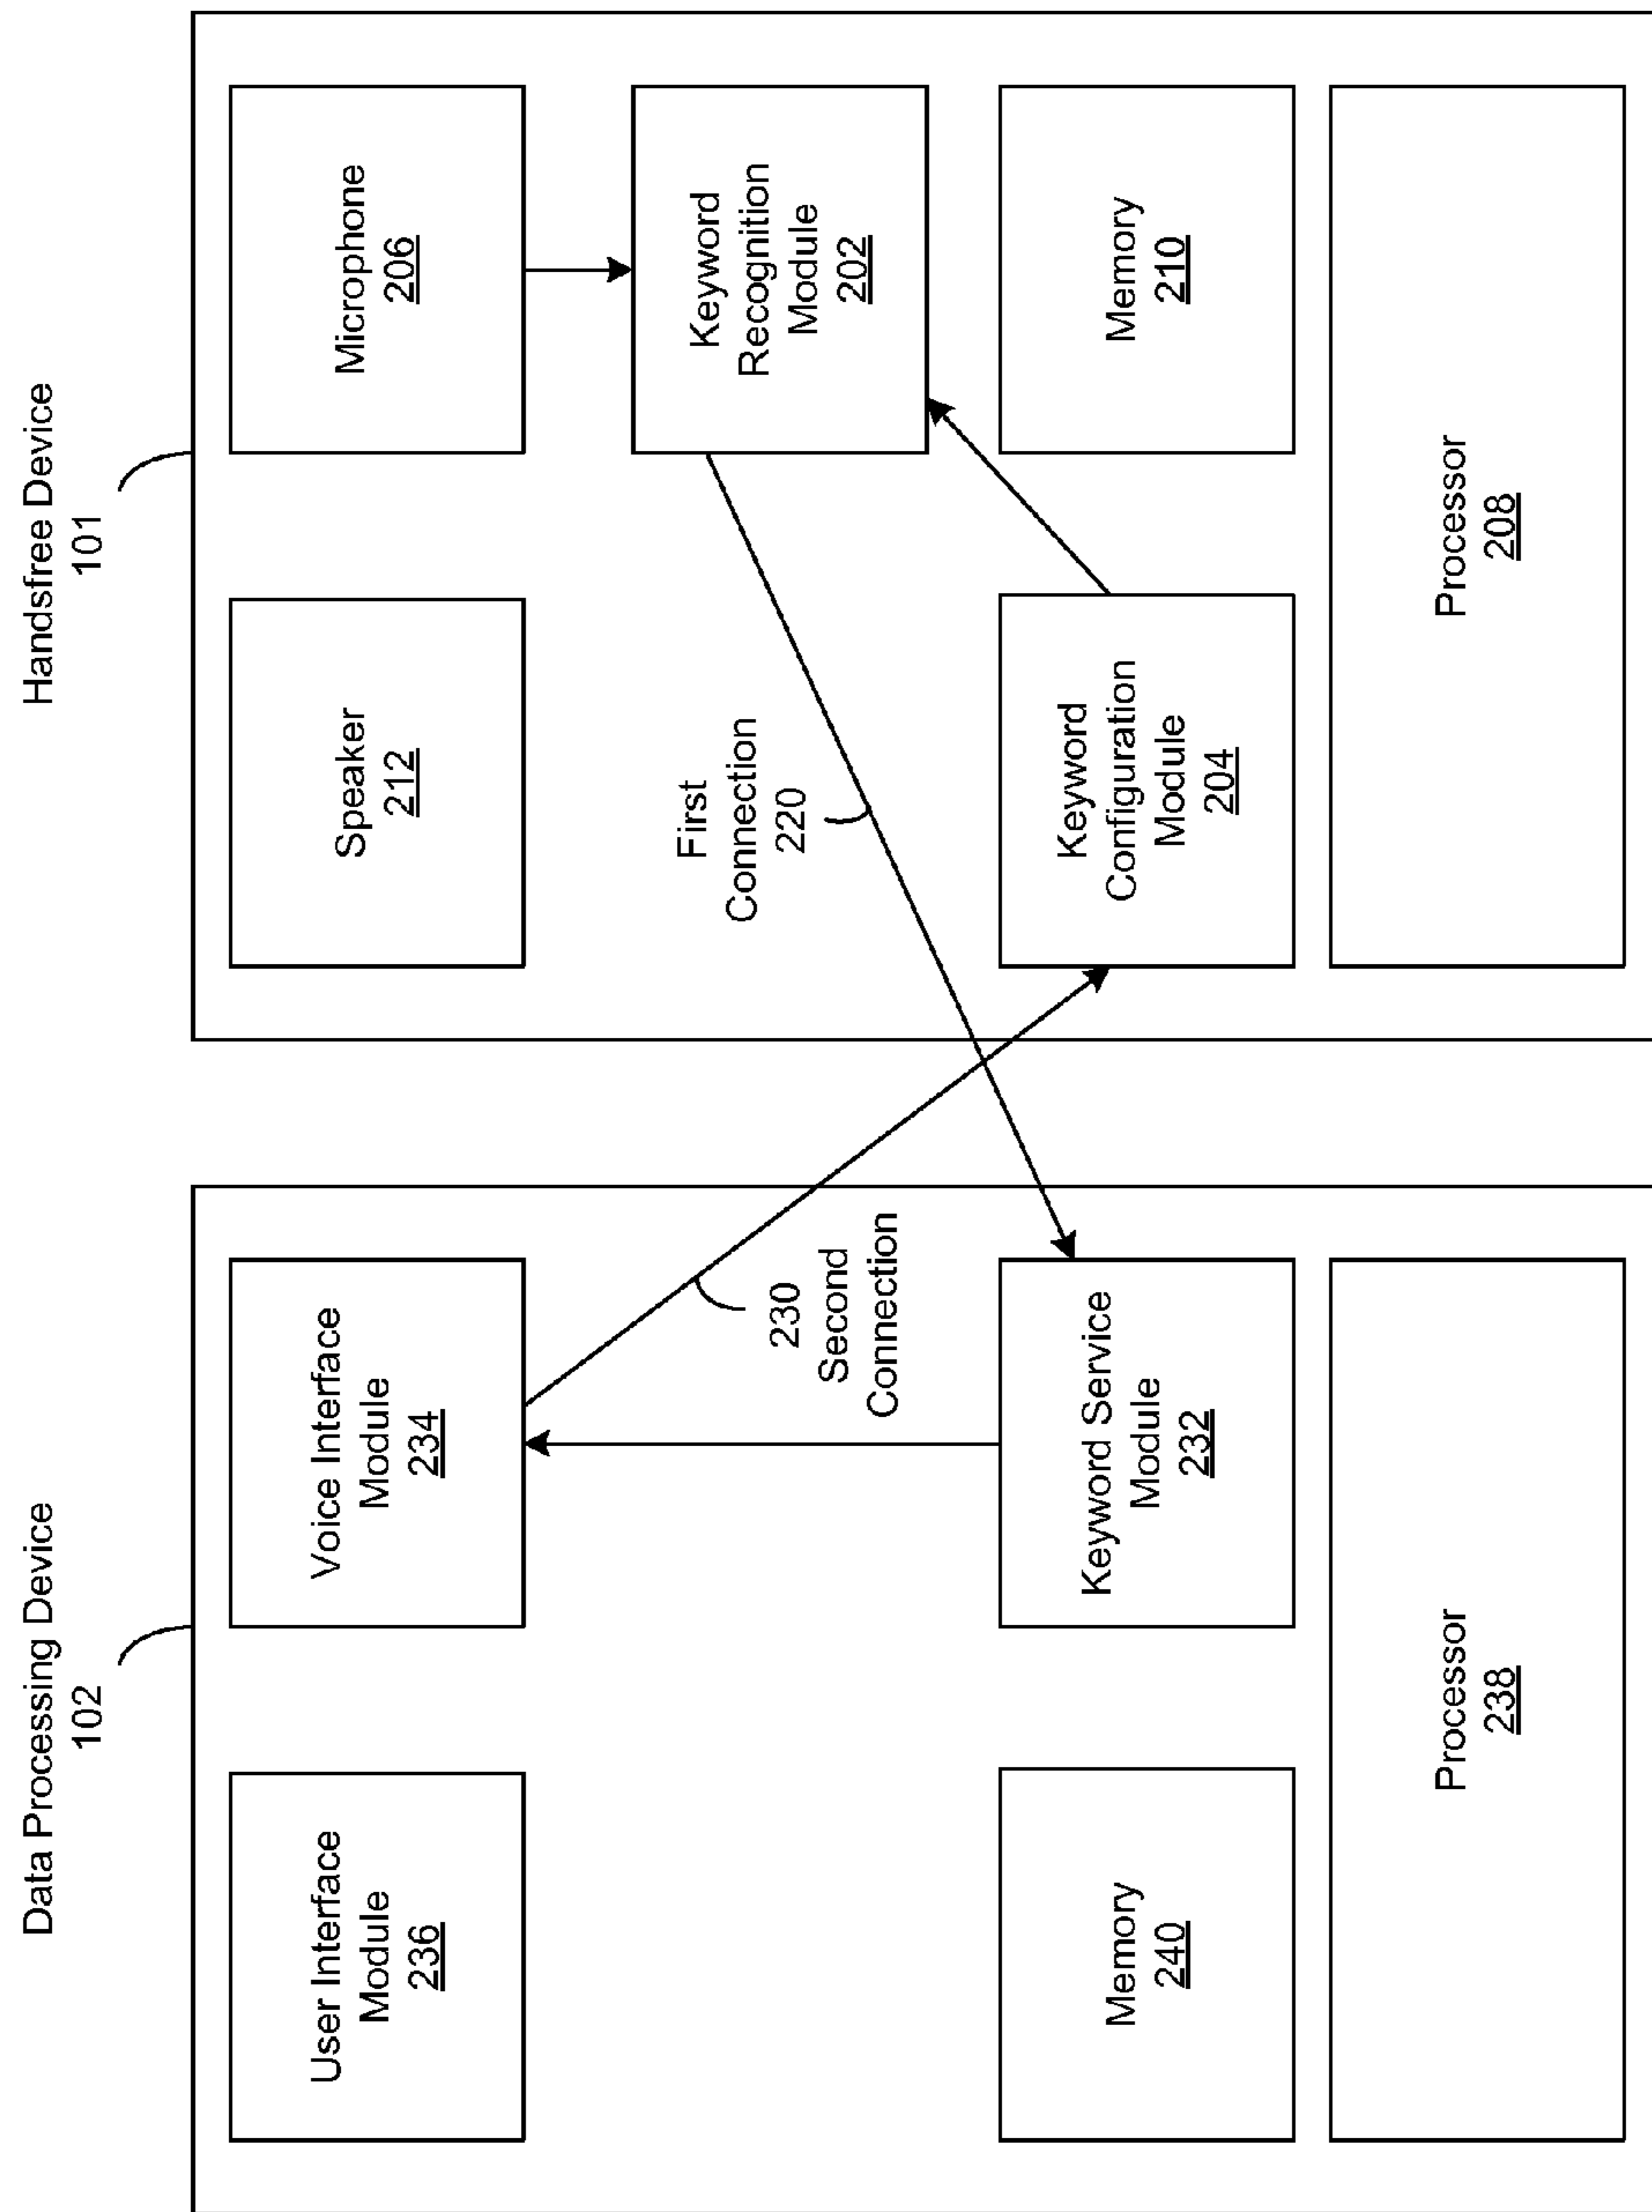 Data Processing Device
102
User Interface
Module
236
Voice Interface
Module
234
230
Second
Connection
Memory
240
Keyword Service
Module
232
Processor
238
Handsfree Device
101
Speaker
212
Microphone
206
First
Connection
220
Keyword
Recognition
Module
202
Keyword
Configuration
Module
204
Memory
210
Processor
208